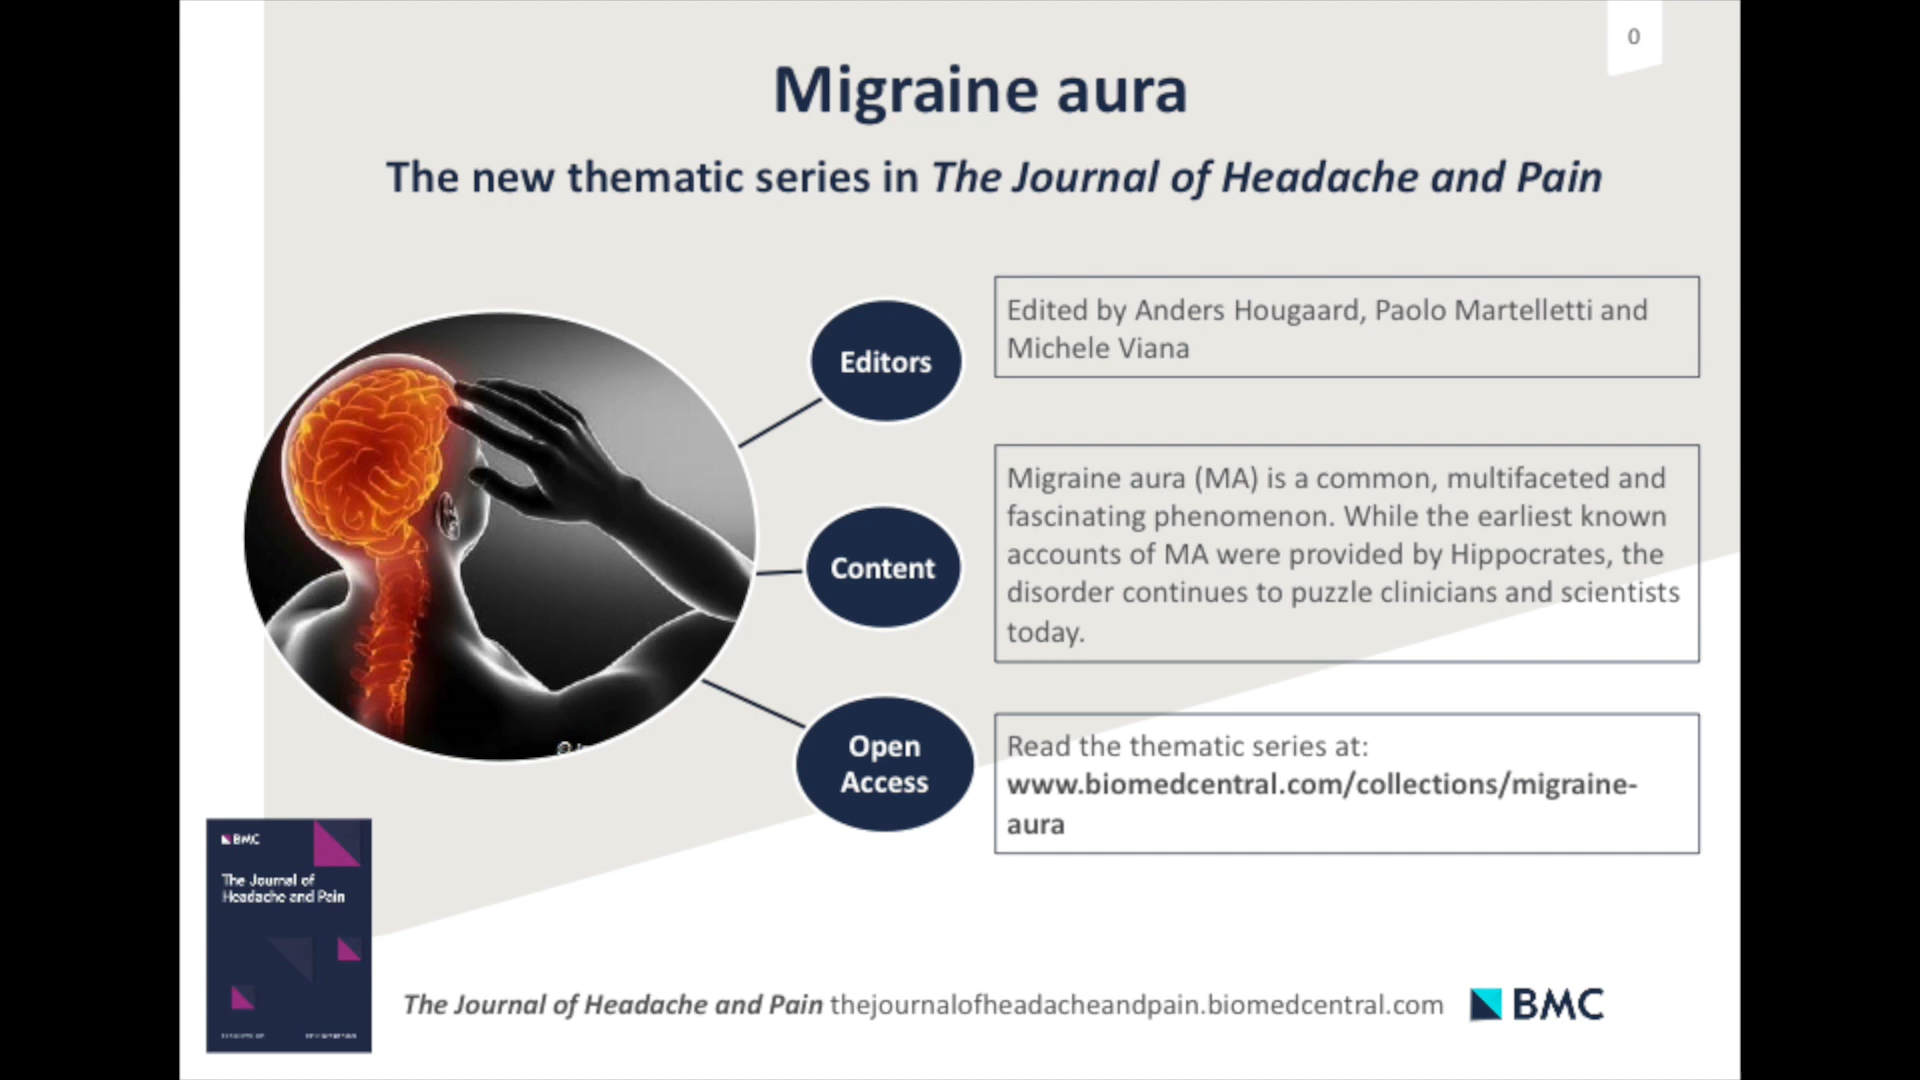 0
Migraine aura
The new thematic series in The Journal of Headache and Pain
Editors
Edited by Anders Hougaard, Paolo Martelletti and
Michele Viana
Content
Migraine aura (MA) is a common, multifaceted and
fascinating phenomenon. While the earliest known
accounts of MA were provided by Hippocrates, the
disorder continues to puzzle clinicians and scientists
today.
Open
Access
Read the thematic series at:
www.biomedcentral.com/collections/migraine-
aura
BMC
The Journal of
Headache and Pain
The Journal of Headache and Pain thejournalofheadacheandpain.biomedcentral.com
BMC